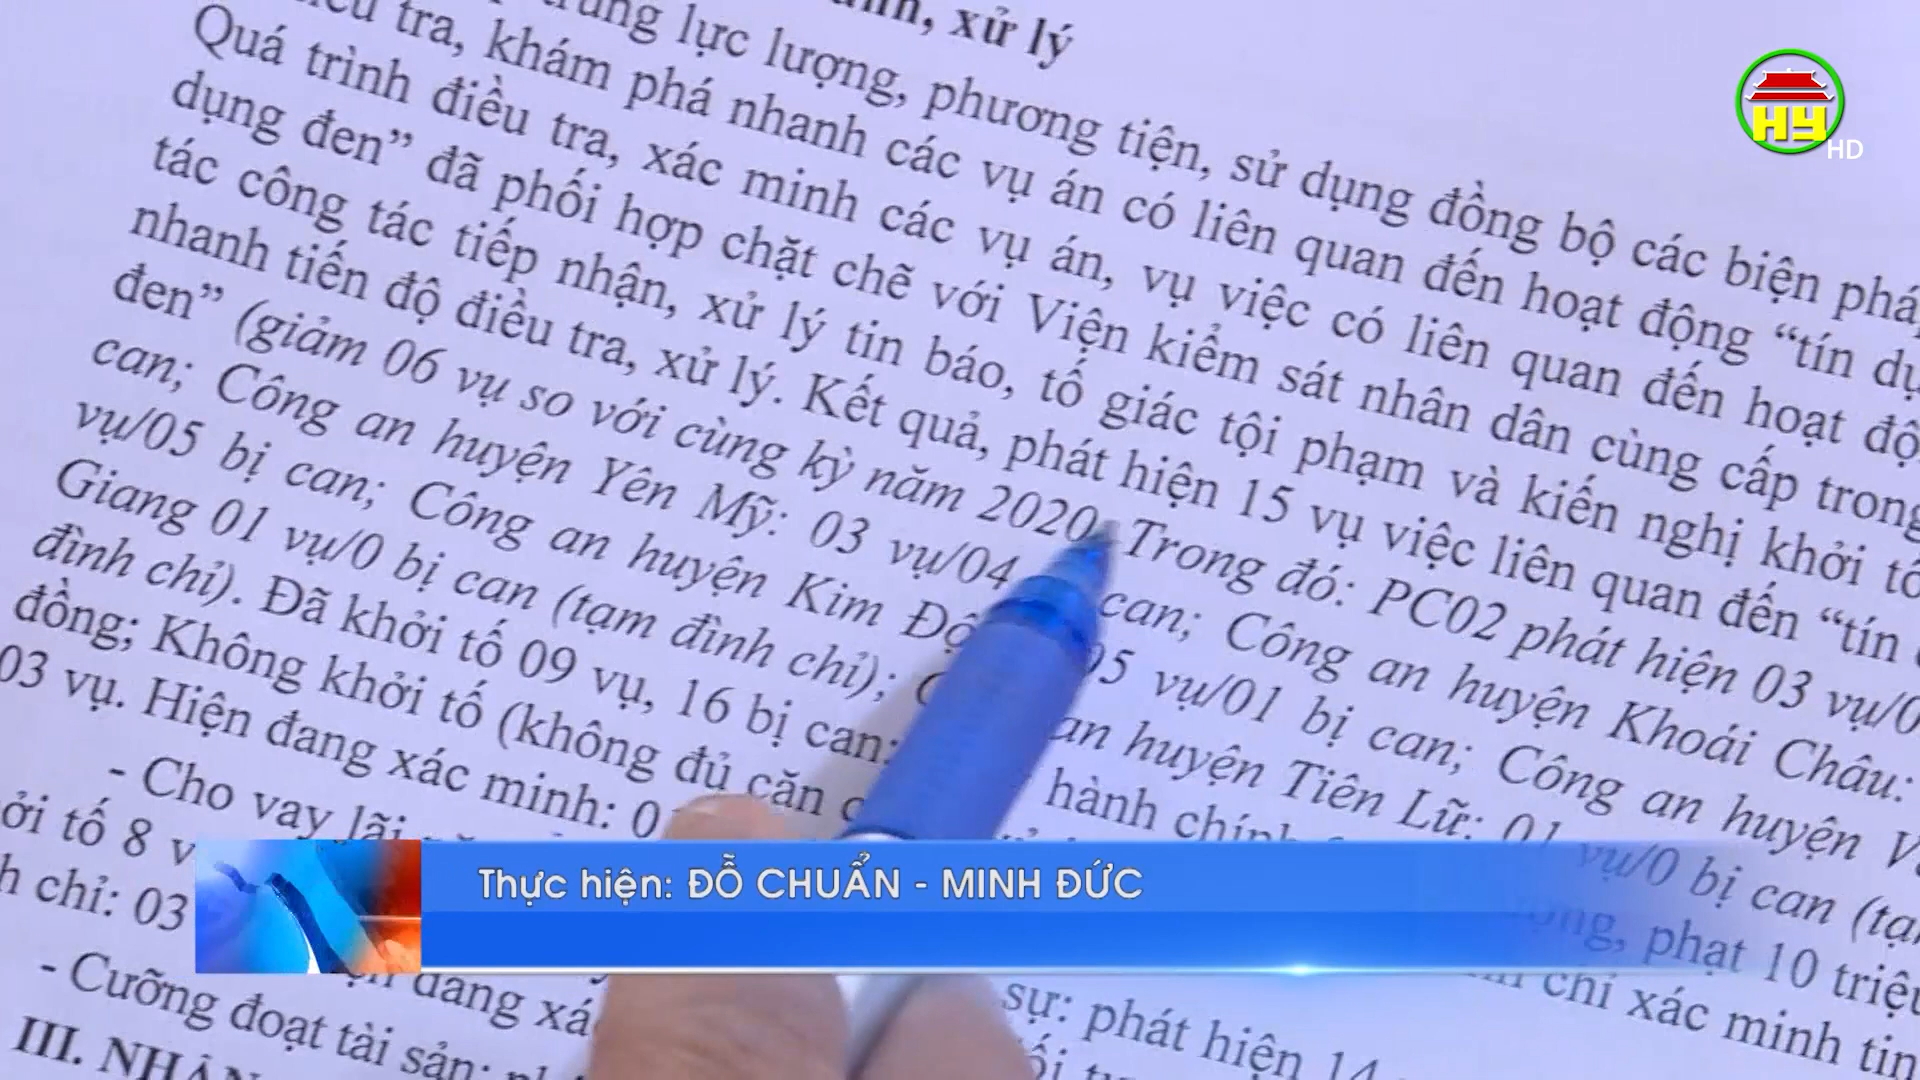 xử lý
trung lực lượng, phương tiện, sử dụng đồng bộ các biện pháp
tra, khám phá nhanh các vụ án có liên quan đến hoạt động “tín dụ
Quá trình điều tra, xác minh các vụ án, vụ việc có liên quan đến hoạt độ
dụng đen” đã phối hợp chặt chẽ với Viện kiểm sát nhân dân cùng cấp trong
tác công tác tiếp nhận, xử lý tin báo, tố giác tội phạm và kiến nghị khởi tố
nhanh tiến độ điều tra, xử lý. Kết quả, phát hiện 15 vụ việc liên quan đến “tín
đen” (giảm 06 vụ so với cùng kỳ năm 2020. Trong đó: PC02 phát hiện 03 vụ/0
can; Công an huyện Yên Mỹ: 03 vụ/04 can; Công an huyện Khoái Châu:
vụ/05 bị can; Công an huyện Kim Độ 05 vụ/01 bị can; Công an huyện V
Giang 01 vụ/0 bị can (tạm đình chỉ); C an huyện Tiên Lữ: 01 vụ/0 bị can (tạ
đình chỉ). Đã khởi tố 09 vụ, 16 bị can: hành chính phạt 10 triệu
đồng; Không khởi tố (không đủ căn c chỉ xác minh tin
03 vụ. Hiện đang xác minh: 0
- Cho vay lãi sự: phát hiện 14
ởi tố 8 v
h chỉ: 03 đang xá
- Cưỡng đoạt tài sản:
III. NHẬN
HY HD
Thực hiện: ĐỖ CHUẨN - MINH ĐỨC